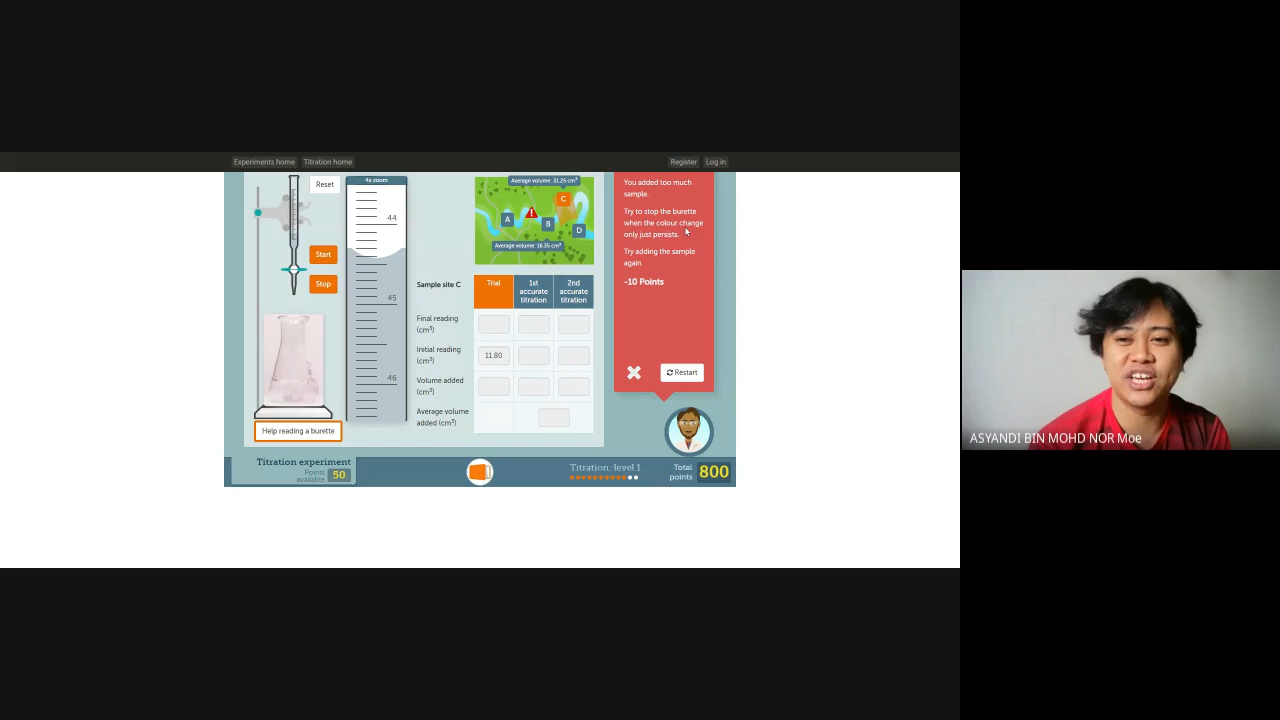 Experiments home
Titration home
Register
Log in
Reset
4x zoom
44
45
46
Start
Stop
Help reading a burette
Average volume: 31.25 cm³
A
B
C
D
Average volume: 16.35 cm³
Sample site C
Trial
1st
accurate
titration
2nd
accurate
titration
Final reading
(cm³)
Initial reading
(cm³)
11.80
Volume added
(cm³)
Average volume
added (cm³)
You added too much
sample.
Try to stop the burette
when the colour change
only just persists.
Try adding the sample
again.
-10 Points
Restart
Titration experiment
Points
available
50
Titration: level 1
Total
points
800
ASYANDI BIN MOHD NOR Moe